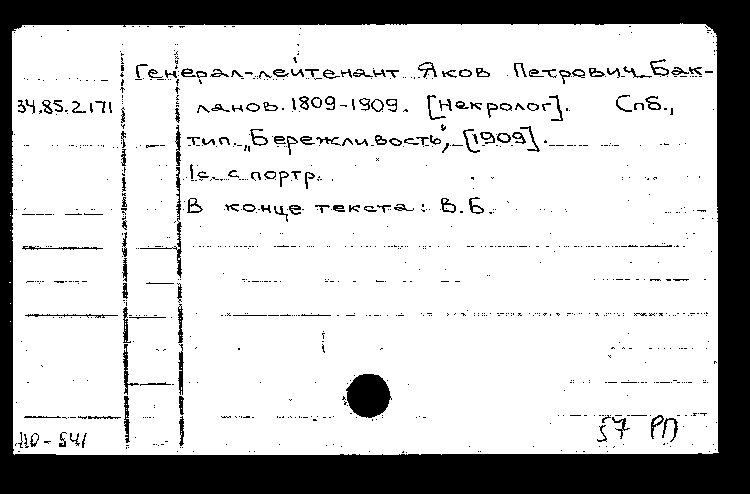 Генерал-лейтенант Яков Петрович Бак-
34.85.2.171 ланов. 1809-1909. [Некролог]. Спб.,
тип. „Бережливость", [1909].
1с. с портр.
В конце текста: В.Б.
57 РП